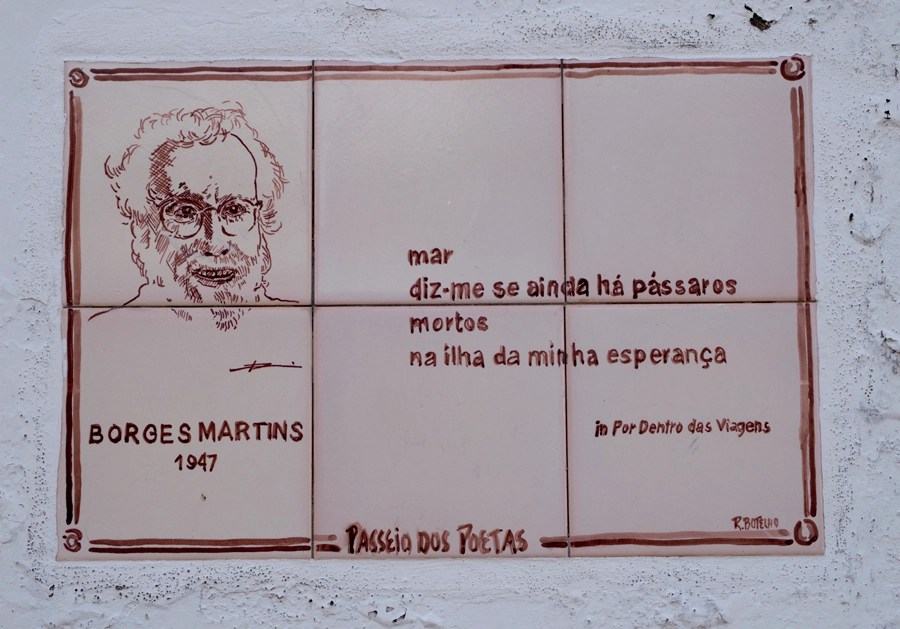 mar
diz-me se ainda há pássaros
mortos
na ilha da minha esperança
BORGES MARTINS
1947
in Por Dentro das Viagens
R. BOTELHO
PASSEIO DOS POETAS